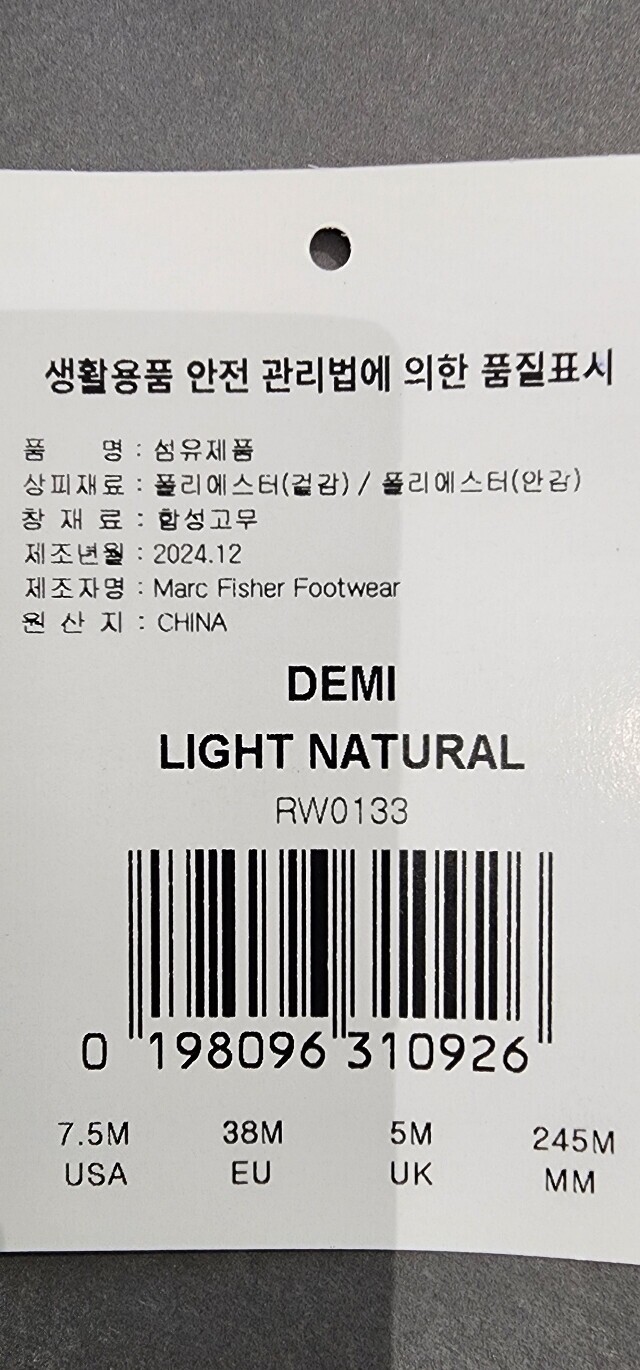 생활용품 안전 관리법에 의한 품질표시
품 명 : 섬유제품
상피재료 : 폴리에스터(겉감) / 폴리에스터(안감)
창 재 료 : 합성고무
제조년월 : 2024.12
제조자명 : Marc Fisher Footwear
원 산 지 : CHINA
DEMI
LIGHT NATURAL
RW0133
0 198096 310926
7.5M 38M 5M 245M
USA EU UK MM